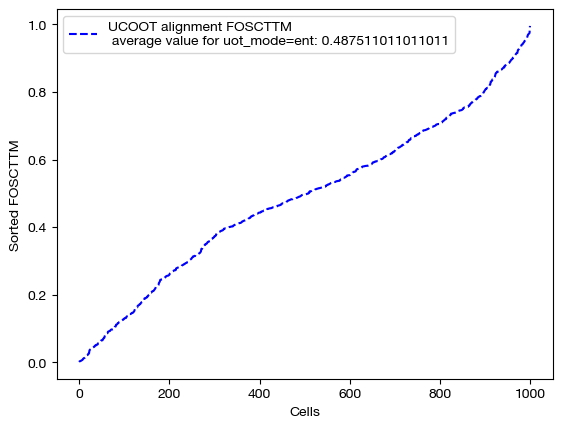 UCOOT alignment FOSCTTM
average value for uot_mode=ent: 0.487511011011011
1.0
0.8
0.6
0.4
0.2
0.0
Sorted FOSCTTM
0 200 400 600 800 1000
Cells